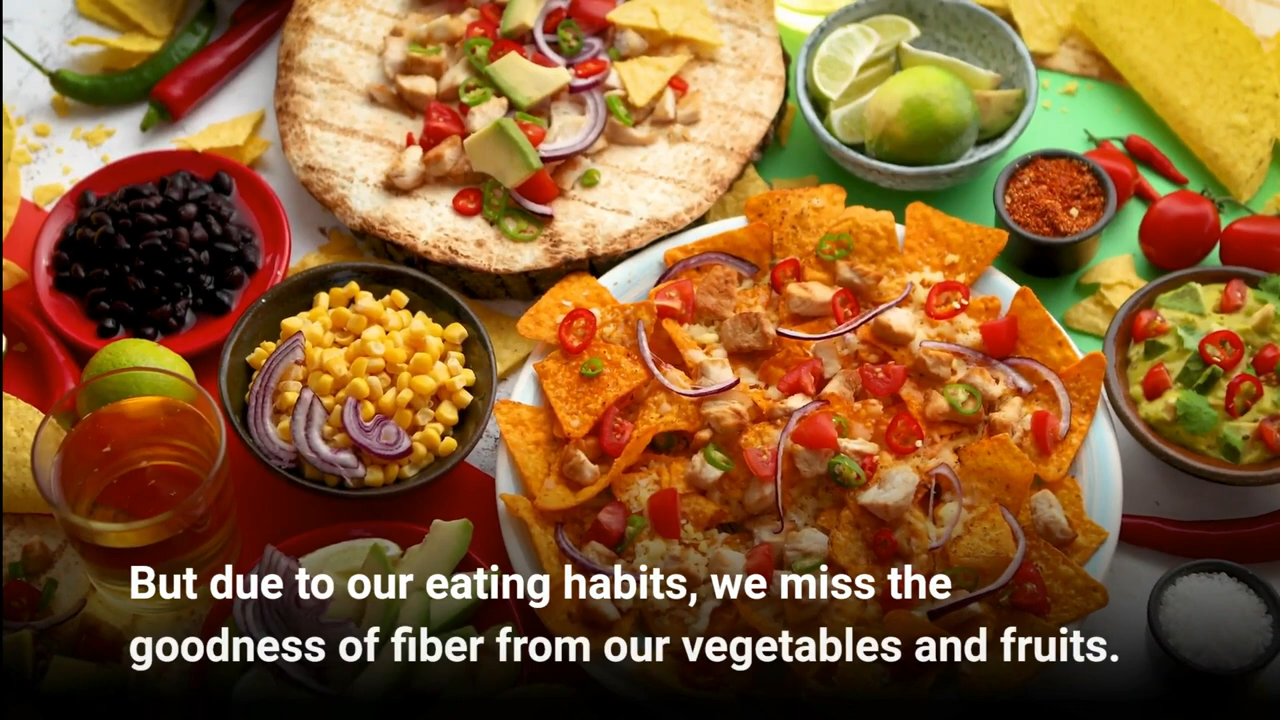 But due to our eating habits, we miss the
goodness of fiber from our vegetables and fruits.